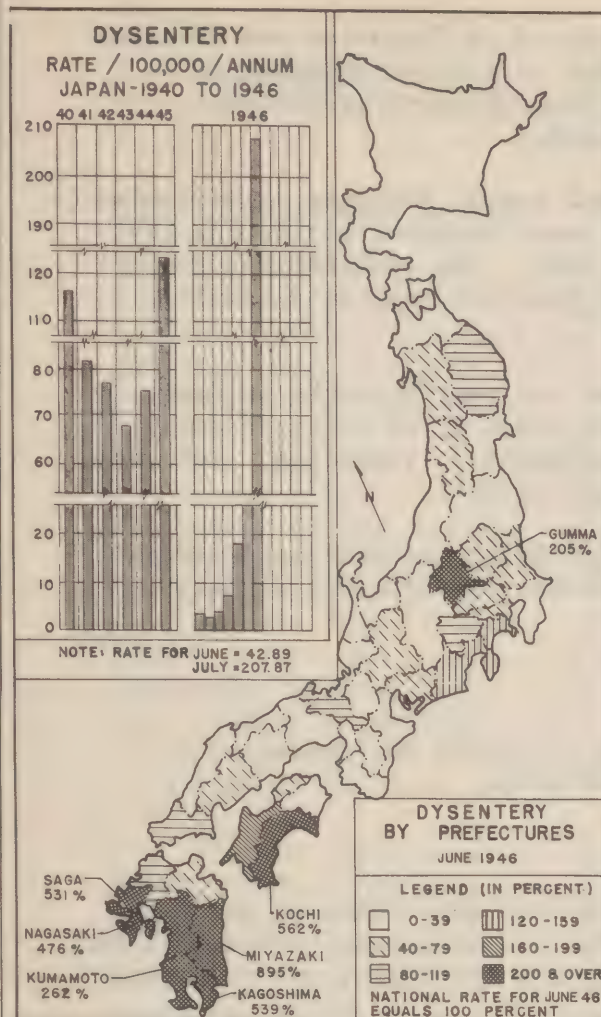 DYSENTERY
RATE / 100,000 / ANNUM
JAPAN-1940 TO 1946
40 41 42 43 44 45
1946
210
200
190
120
110
80
70
60
20
10
0
NOTE: RATE FOR JUNE = 42.89
JULY = 207.87
N
GUMMA
205%
SAGA
531%
NAGASAKI
476%
KUMAMOTO
262%
KOCHI
562%
MIYAZAKI
895%
KAGOSHIMA
539%
DYSENTERY
BY PREFECTURES
JUNE 1946
LEGEND (IN PERCENT)
0-39
120-159
40-79
160-199
80-119
200 & OVER
NATIONAL RATE FOR JUNE 46
EQUALS 100 PERCENT